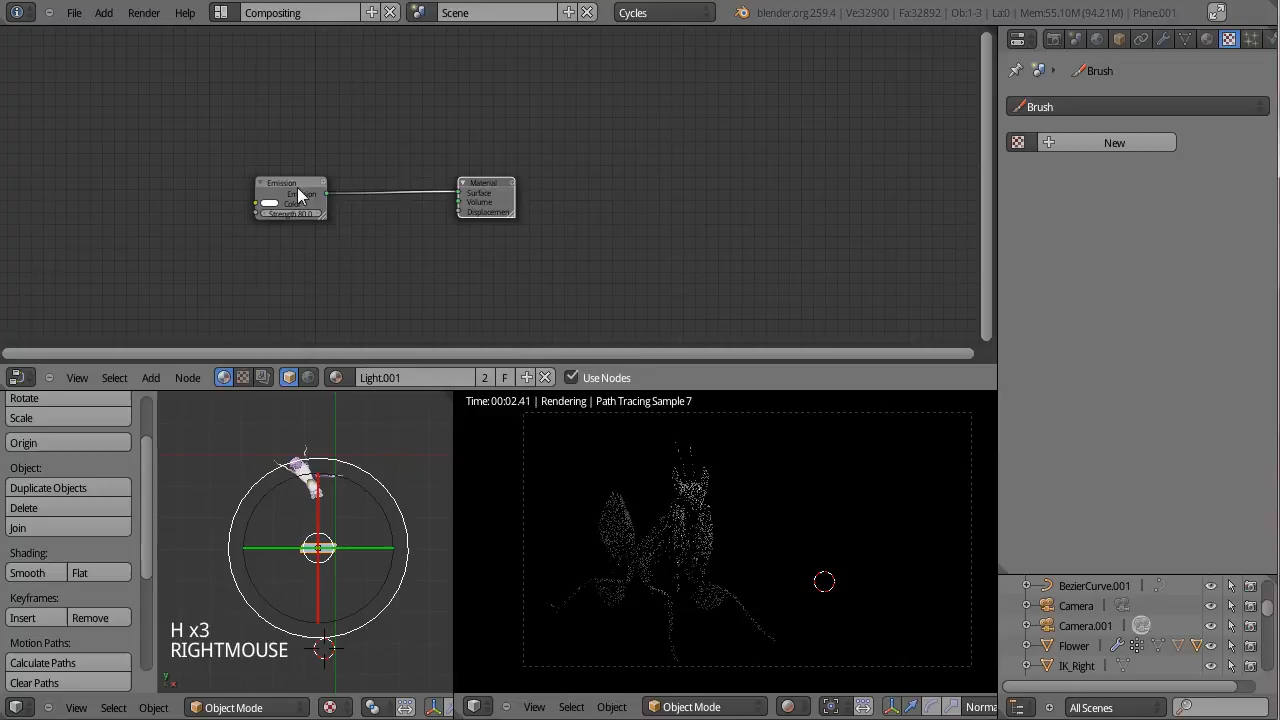 File Add Render Help Compositing Scene Cycles blender.org 259.4 | Ve:32900 | Fa:32892 | Ob:1-3 | La:0 | Mem:55.10M (94.21M) | Plane.001
Brush
Brush
New
Emission
Color
Strength 80.0
Material
Surface
Volume
Displacemen
View Select Add Node Light.001 2 F Use Nodes
Rotate
Scale
Origin
Object:
Duplicate Objects
Delete
Join
Shading:
Smooth Flat
Keyframes:
Insert Remove
Motion Paths:
Calculate Paths
Clear Paths
H x3
RIGHTMOUSE
Time: 00:02.41 | Rendering | Path Tracing Sample 7
BezierCurve.001
Camera
Camera.001
Flower
IK_Right
View Select Object Object Mode
View Select Object Object Mode Norma
All Scenes